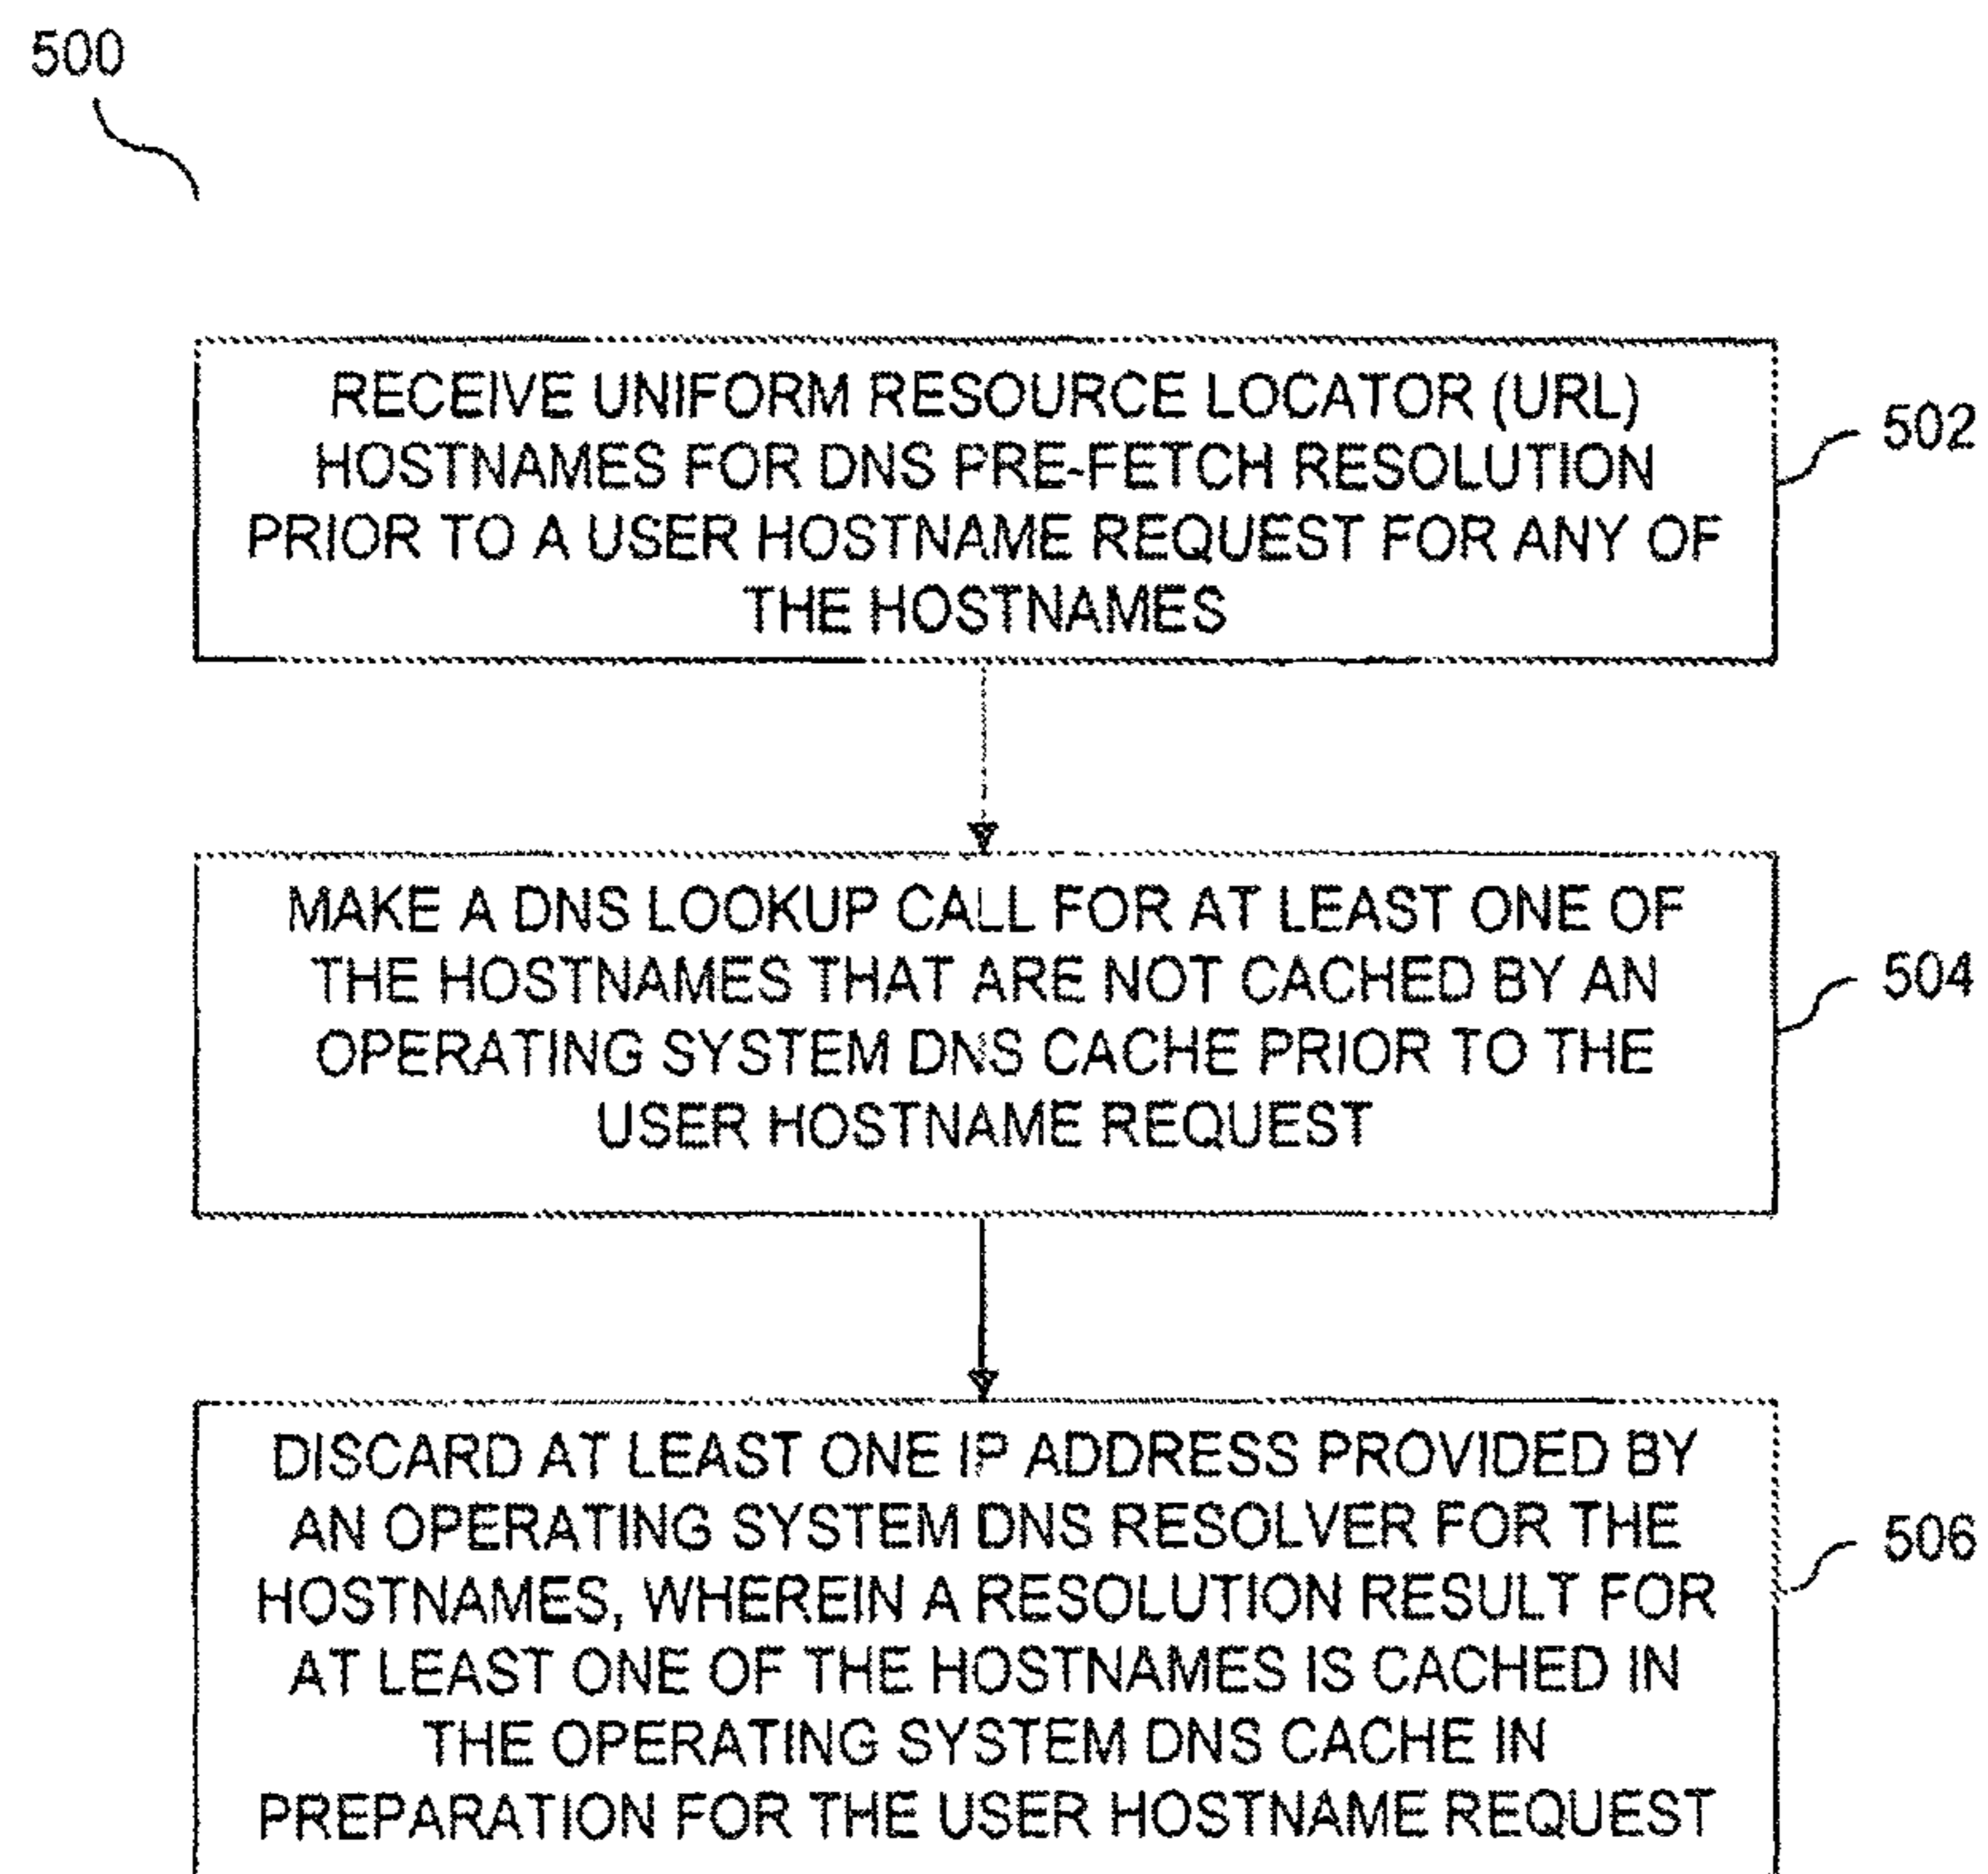 500
RECEIVE UNIFORM RESOURCE LOCATOR (URL)
HOSTNAMES FOR DNS PRE-FETCH RESOLUTION
PRIOR TO A USER HOSTNAME REQUEST FOR ANY OF
THE HOSTNAMES
502
MAKE A DNS LOOKUP CALL FOR AT LEAST ONE OF
THE HOSTNAMES THAT ARE NOT CACHED BY AN
OPERATING SYSTEM DNS CACHE PRIOR TO THE
USER HOSTNAME REQUEST
504
DISCARD AT LEAST ONE IP ADDRESS PROVIDED BY
AN OPERATING SYSTEM DNS RESOLVER FOR THE
HOSTNAMES, WHEREIN A RESOLUTION RESULT FOR
AT LEAST ONE OF THE HOSTNAMES IS CACHED IN
THE OPERATING SYSTEM DNS CACHE IN
PREPARATION FOR THE USER HOSTNAME REQUEST
506